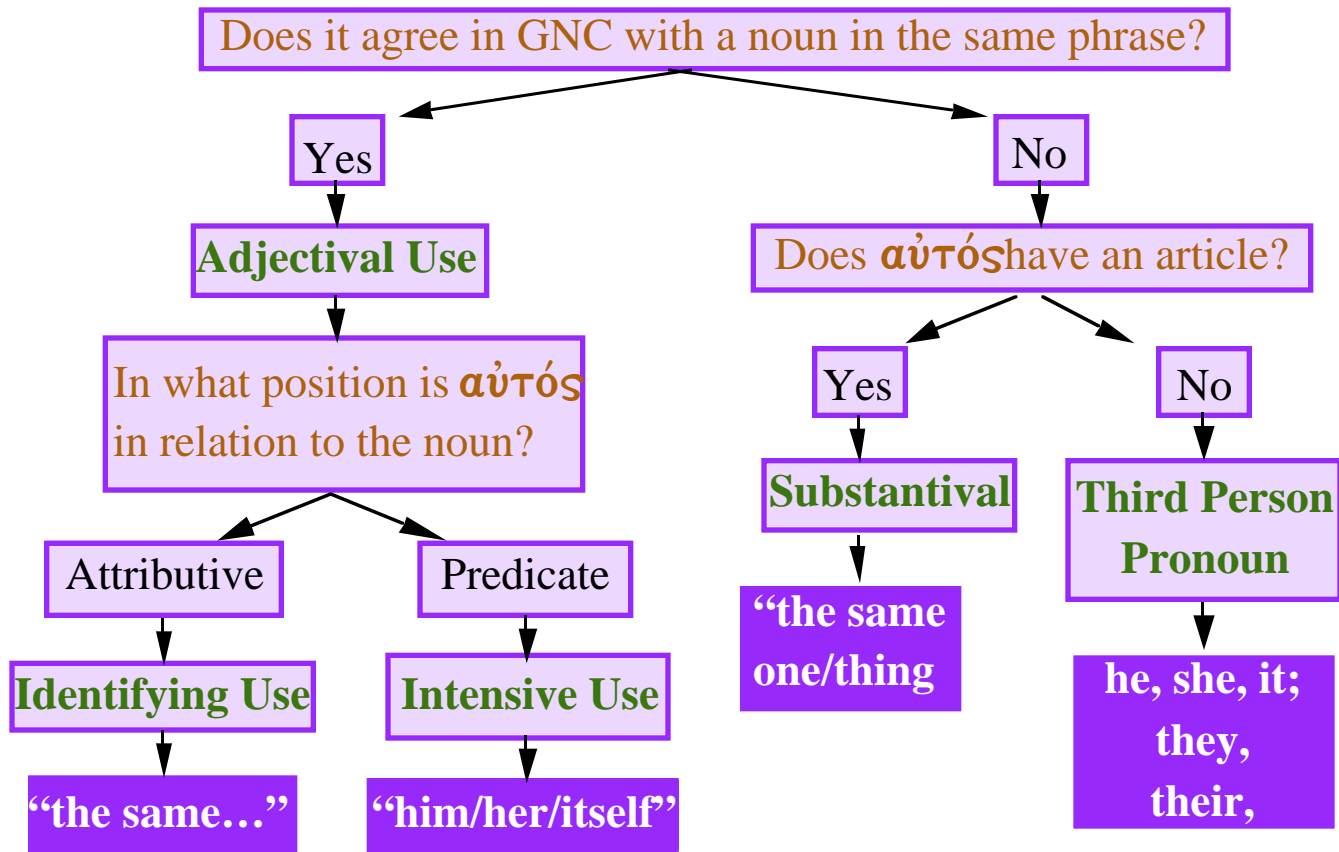 Does it agree in GNC with a noun in the same phrase?
Yes
No
Adjectival Use
Does αὐτόςhave an article?
In what position is αὐτός
in relation to the noun?
Yes
No
Attributive
Predicate
Substantival
Third Person
Pronoun
Identifying Use
Intensive Use
“the same
one/thing
he, she, it;
they,
their,
“the same…”
“him/her/itself”